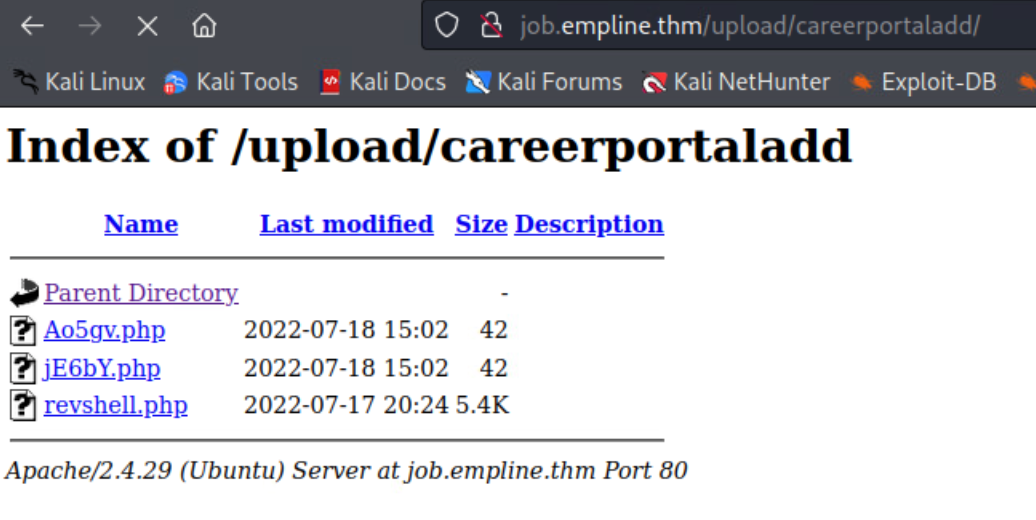 job.empline.thm/upload/careerportaladd/
Kali Linux Kali Tools Kali Docs Kali Forums Kali NetHunter Exploit-DB
Index of /upload/careerportaladd
Name Last modified Size Description
Parent Directory -
Ao5gv.php 2022-07-18 15:02 42
jE6bY.php 2022-07-18 15:02 42
revshell.php 2022-07-17 20:24 5.4K
Apache/2.4.29 (Ubuntu) Server at job.empline.thm Port 80